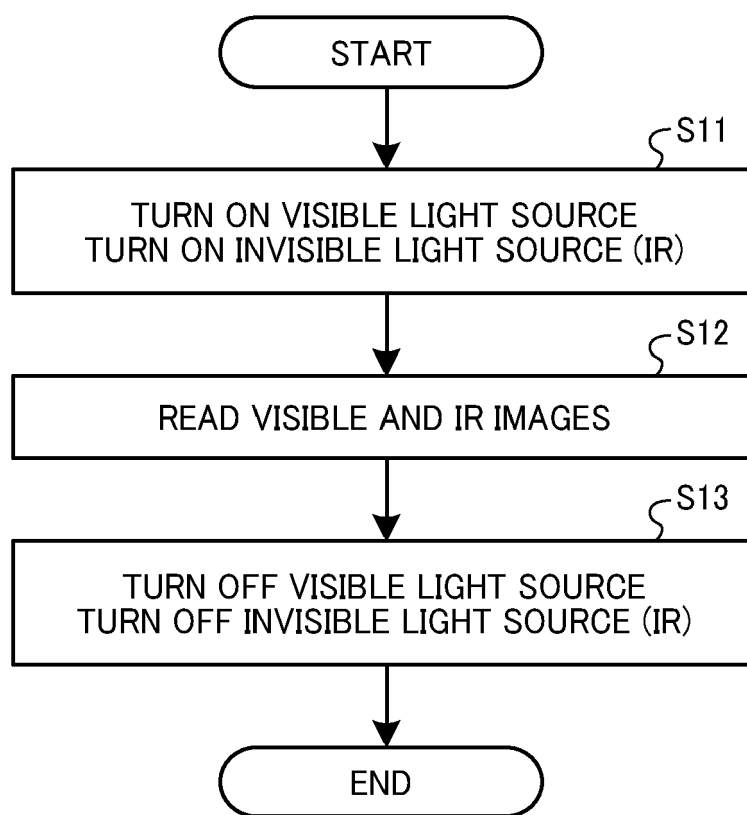 START
S11
TURN ON VISIBLE LIGHT SOURCE
TURN ON INVISIBLE LIGHT SOURCE (IR)
S12
READ VISIBLE AND IR IMAGES
S13
TURN OFF VISIBLE LIGHT SOURCE
TURN OFF INVISIBLE LIGHT SOURCE (IR)
END